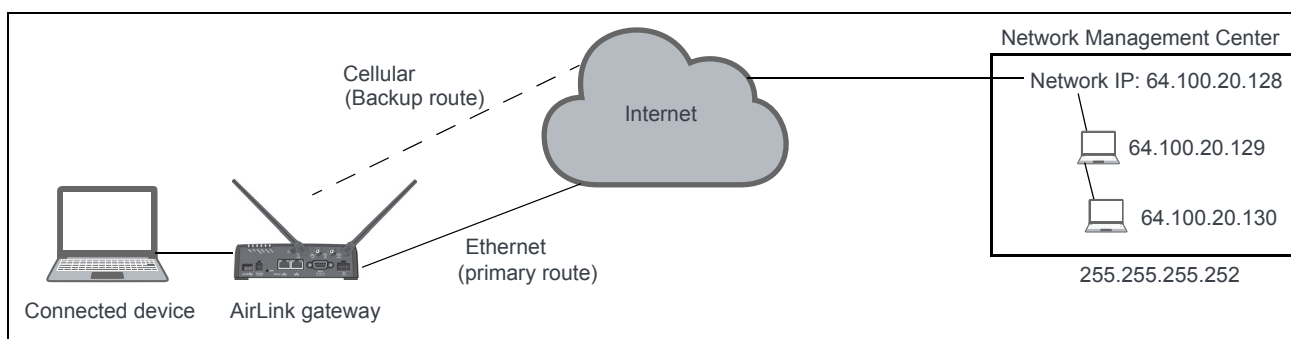 Network Management Center
Cellular
(Backup route)
Network IP: 64.100.20.128
Internet
64.100.20.129
64.100.20.130
Ethernet
(primary route)
255.255.255.252
Connected device
AirLink gateway